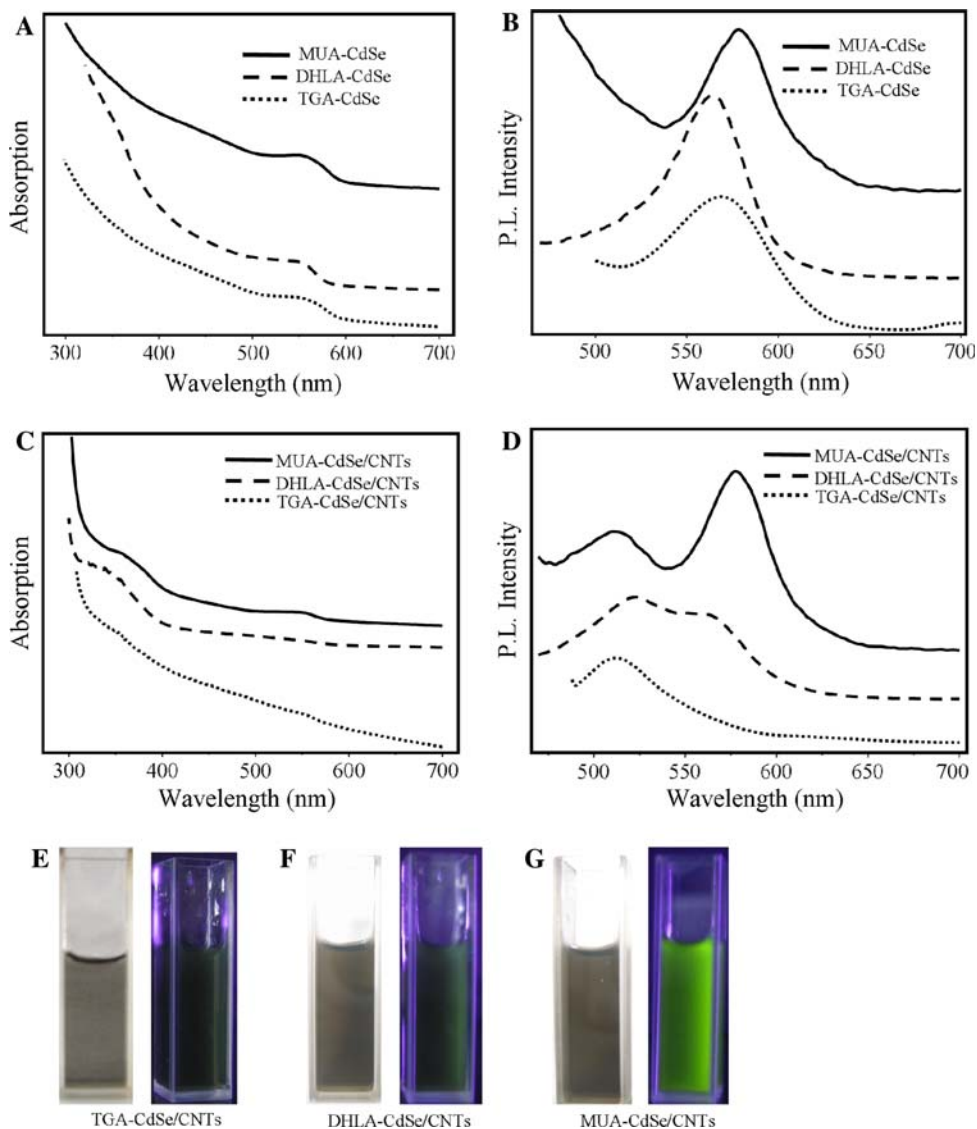 A
MUA-CdSe
DHLA-CdSe
TGA-CdSe
Absorption
300 400 500 600 700
Wavelength (nm)
B
MUA-CdSe
DHLA-CdSe
TGA-CdSe
P.L. Intensity
500 550 600 650 700
Wavelength (nm)
C
MUA-CdSe/CNTs
DHLA-CdSe/CNTs
TGA-CdSe/CNTs
Absorption
300 400 500 600 700
Wavelength (nm)
D
MUA-CdSe/CNTs
DHLA-CdSe/CNTs
TGA-CdSe/CNTs
P.L. Intensity
500 550 600 650 700
Wavelength (nm)
E
TGA-CdSe/CNTs
F
DHLA-CdSe/CNTs
G
MUA-CdSe/CNTs